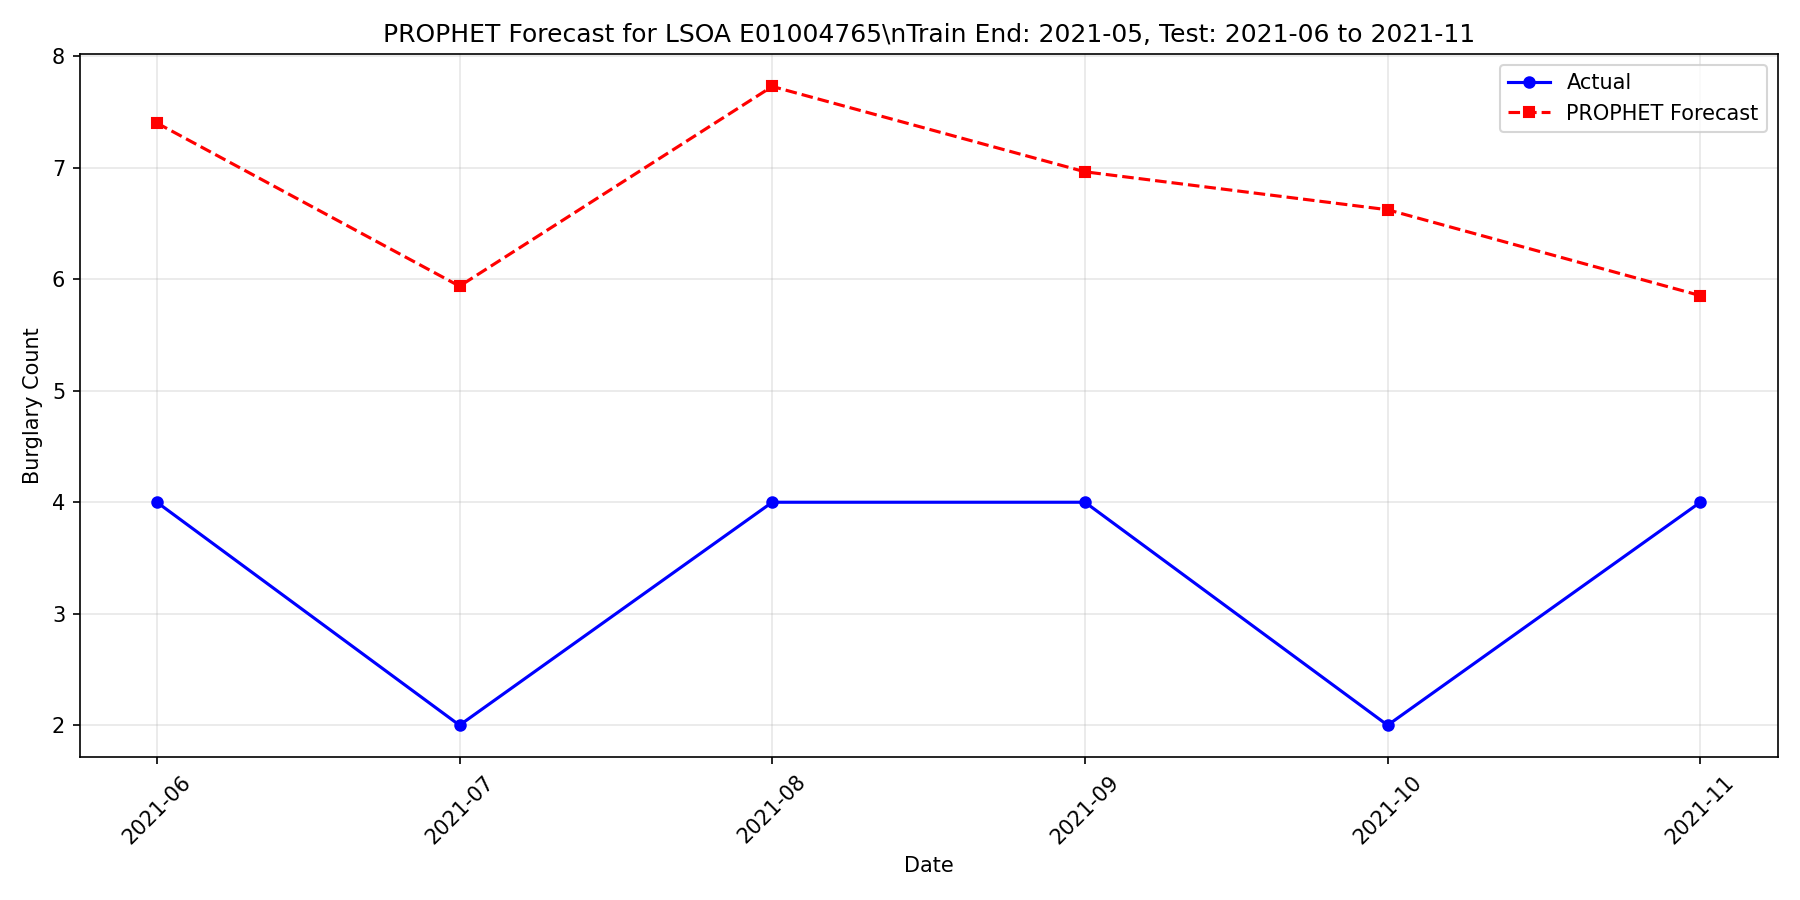 PROPHET Forecast for LSOA E01004765\nTrain End: 2021-05, Test: 2021-06 to 2021-11
Actual
PROPHET Forecast
Burglary Count
8
7
6
5
4
3
2
2021-06
2021-07
2021-08
2021-09
2021-10
2021-11
Date